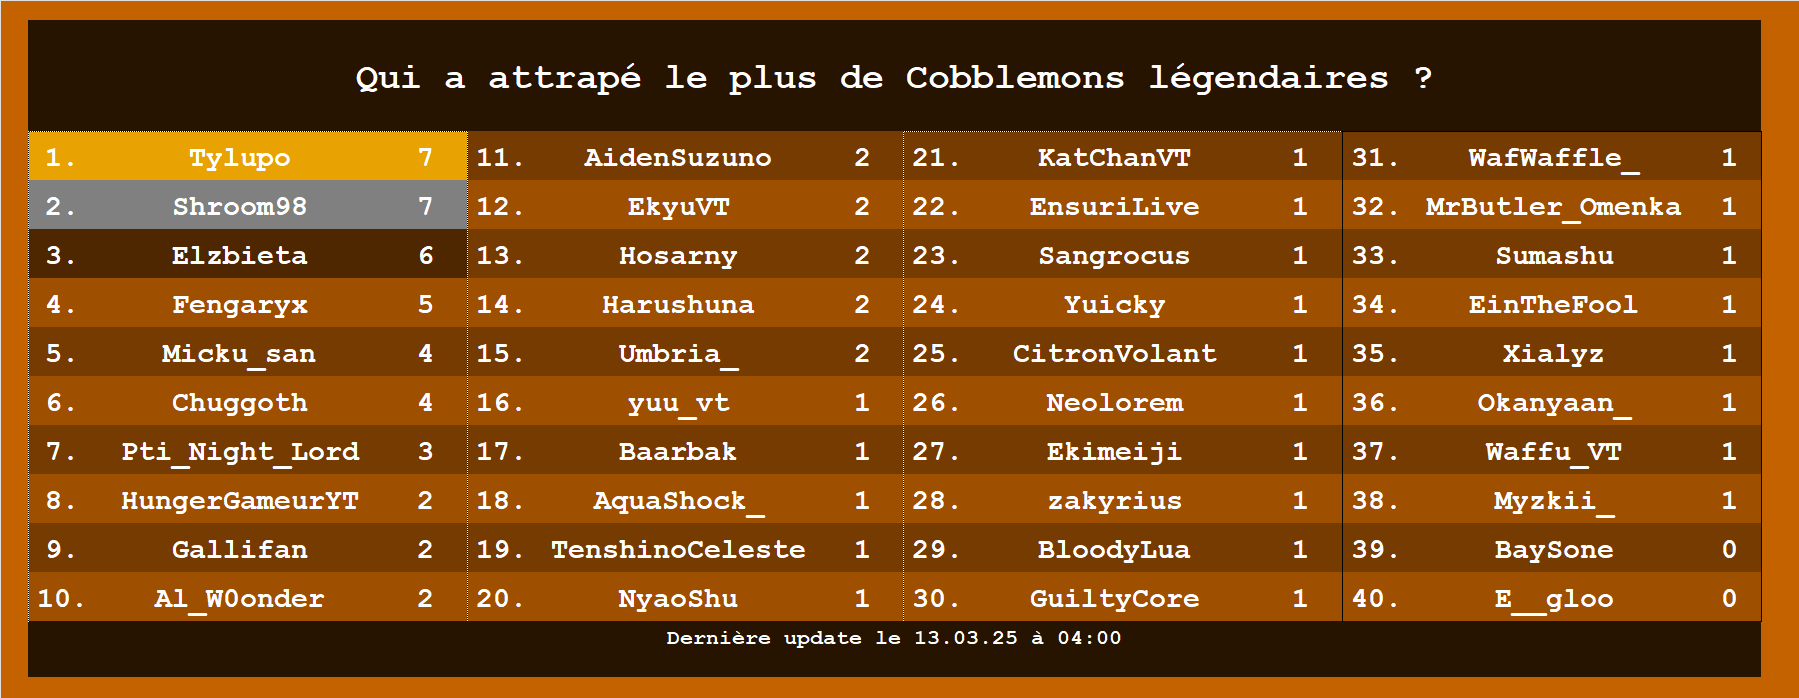 Qui a attrapé le plus de Cobblemons légendaires ?
1. Tylupo 7
2. Shroom98 7
3. Elzbieta 6
4. Fengaryx 5
5. Micku_san 4
6. Chuggoth 4
7. Pti_Night_Lord 3
8. HungerGameurYT 2
9. Gallifan 2
10. Al_W0onder 2
11. AidenSuzuno 2
12. EkyuVT 2
13. Hosarny 2
14. Harushuna 2
15. Umbria_ 2
16. yuu_vt 1
17. Baarbak 1
18. AquaShock_ 1
19. TenshinoCeleste 1
20. NyaoShu 1
21. KatChanVT 1
22. EnsuriLive 1
23. Sangrocus 1
24. Yuicky 1
25. CitronVolant 1
26. Neolorem 1
27. Ekimeiji 1
28. zakyrius 1
29. BloodyLua 1
30. GuiltyCore 1
31. WafWaffle_ 1
32. MrButler_Omenka 1
33. Sumashu 1
34. EinTheFool 1
35. Xialyz 1
36. Okanyaan_ 1
37. Waffu_VT 1
38. Myzkii_ 1
39. BaySone 0
40. E__gloo 0
Dernière update le 13.03.25 à 04:00